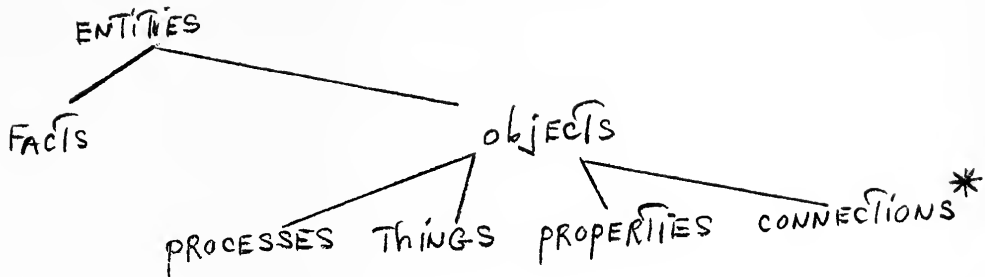 ENTITIES
FACTS
objECTS
PROCESSES ThiNGS PROPERTIES CONNECTIONS*